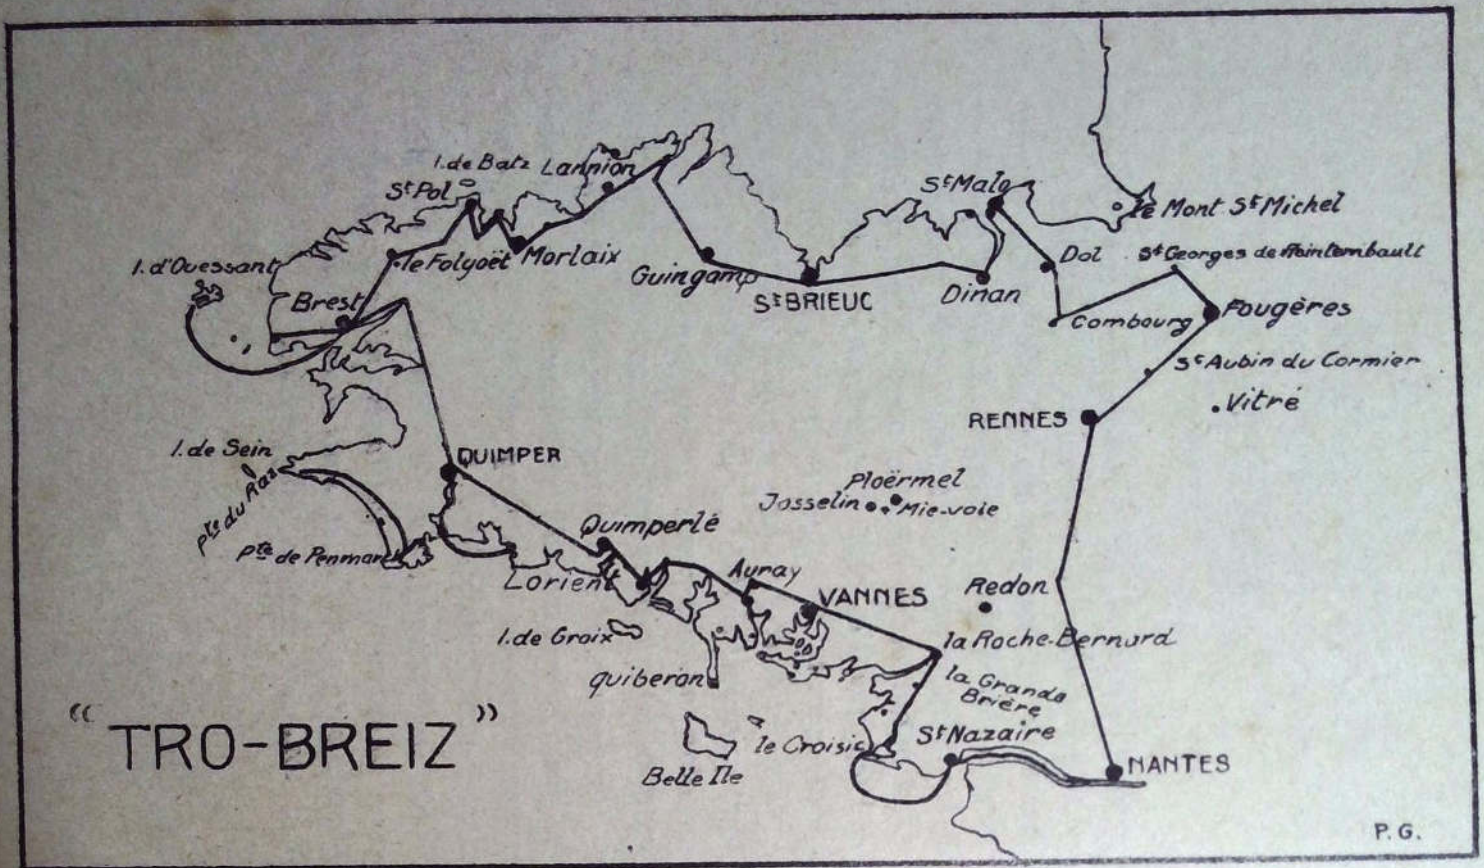 I. de Batz
Lannion
St Pol
St Malo
le Mont St Michel
I. d'Ouessant
le Folgoët
Morlaix
Guingamp
Dol
St Georges de Raintembault
Brest
St BRIEUC
Dinan
Combourg
Fougères
St Aubin du Cormier
Vitré
RENNES
I. de Sein
QUIMPER
Pte du Raz
Ploërmel
Josselin
Mie-voie
Quimperlé
Pte de Penmarch
Lorient
Auray
VANNES
Redon
I. de Groix
la Roche-Bernard
quiberon
la Grande
Brière
"TRO-BREIZ"
le Croisic
St Nazaire
Belle Ile
NANTES
P.G.